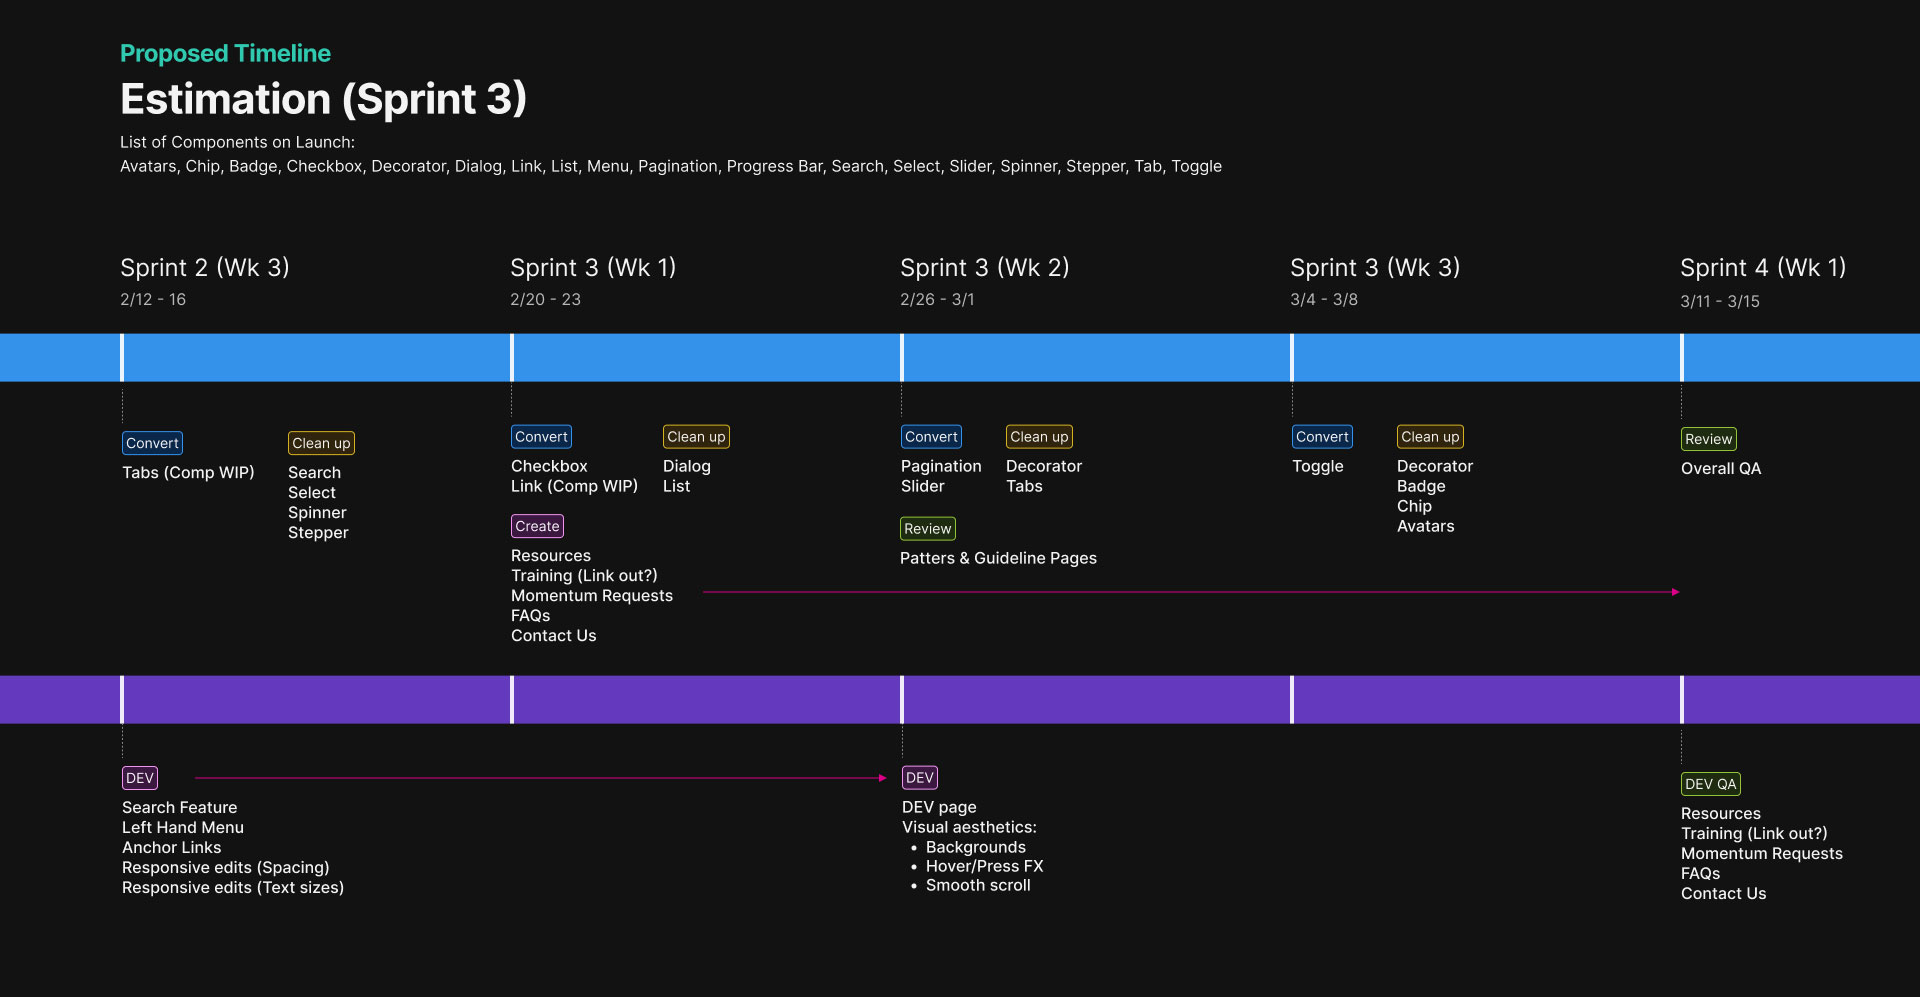 Proposed Timeline
Estimation (Sprint 3)
List of Components on Launch:
Avatars, Chip, Badge, Checkbox, Decorator, Dialog, Link, List, Menu, Pagination, Progress Bar, Search, Select, Slider, Spinner, Stepper, Tab, Toggle
Sprint 2 (Wk 3)
2/12 - 16
Sprint 3 (Wk 1)
2/20 - 23
Sprint 3 (Wk 2)
2/26 - 3/1
Sprint 3 (Wk 3)
3/4 - 3/8
Sprint 4 (Wk 1)
3/11 - 3/15
Convert
Tabs (Comp WIP)
Clean up
Search
Select
Spinner
Stepper
Convert
Checkbox
Link (Comp WIP)
Clean up
Dialog
List
Create
Resources
Training (Link out?)
Momentum Requests
FAQs
Contact Us
Convert
Pagination
Slider
Clean up
Decorator
Tabs
Review
Patters & Guideline Pages
Convert
Toggle
Clean up
Decorator
Badge
Chip
Avatars
Review
Overall QA
DEV
Search Feature
Left Hand Menu
Anchor Links
Responsive edits (Spacing)
Responsive edits (Text sizes)
DEV
DEV page
Visual aesthetics:
• Backgrounds
• Hover/Press FX
• Smooth scroll
DEV QA
Resources
Training (Link out?)
Momentum Requests
FAQs
Contact Us